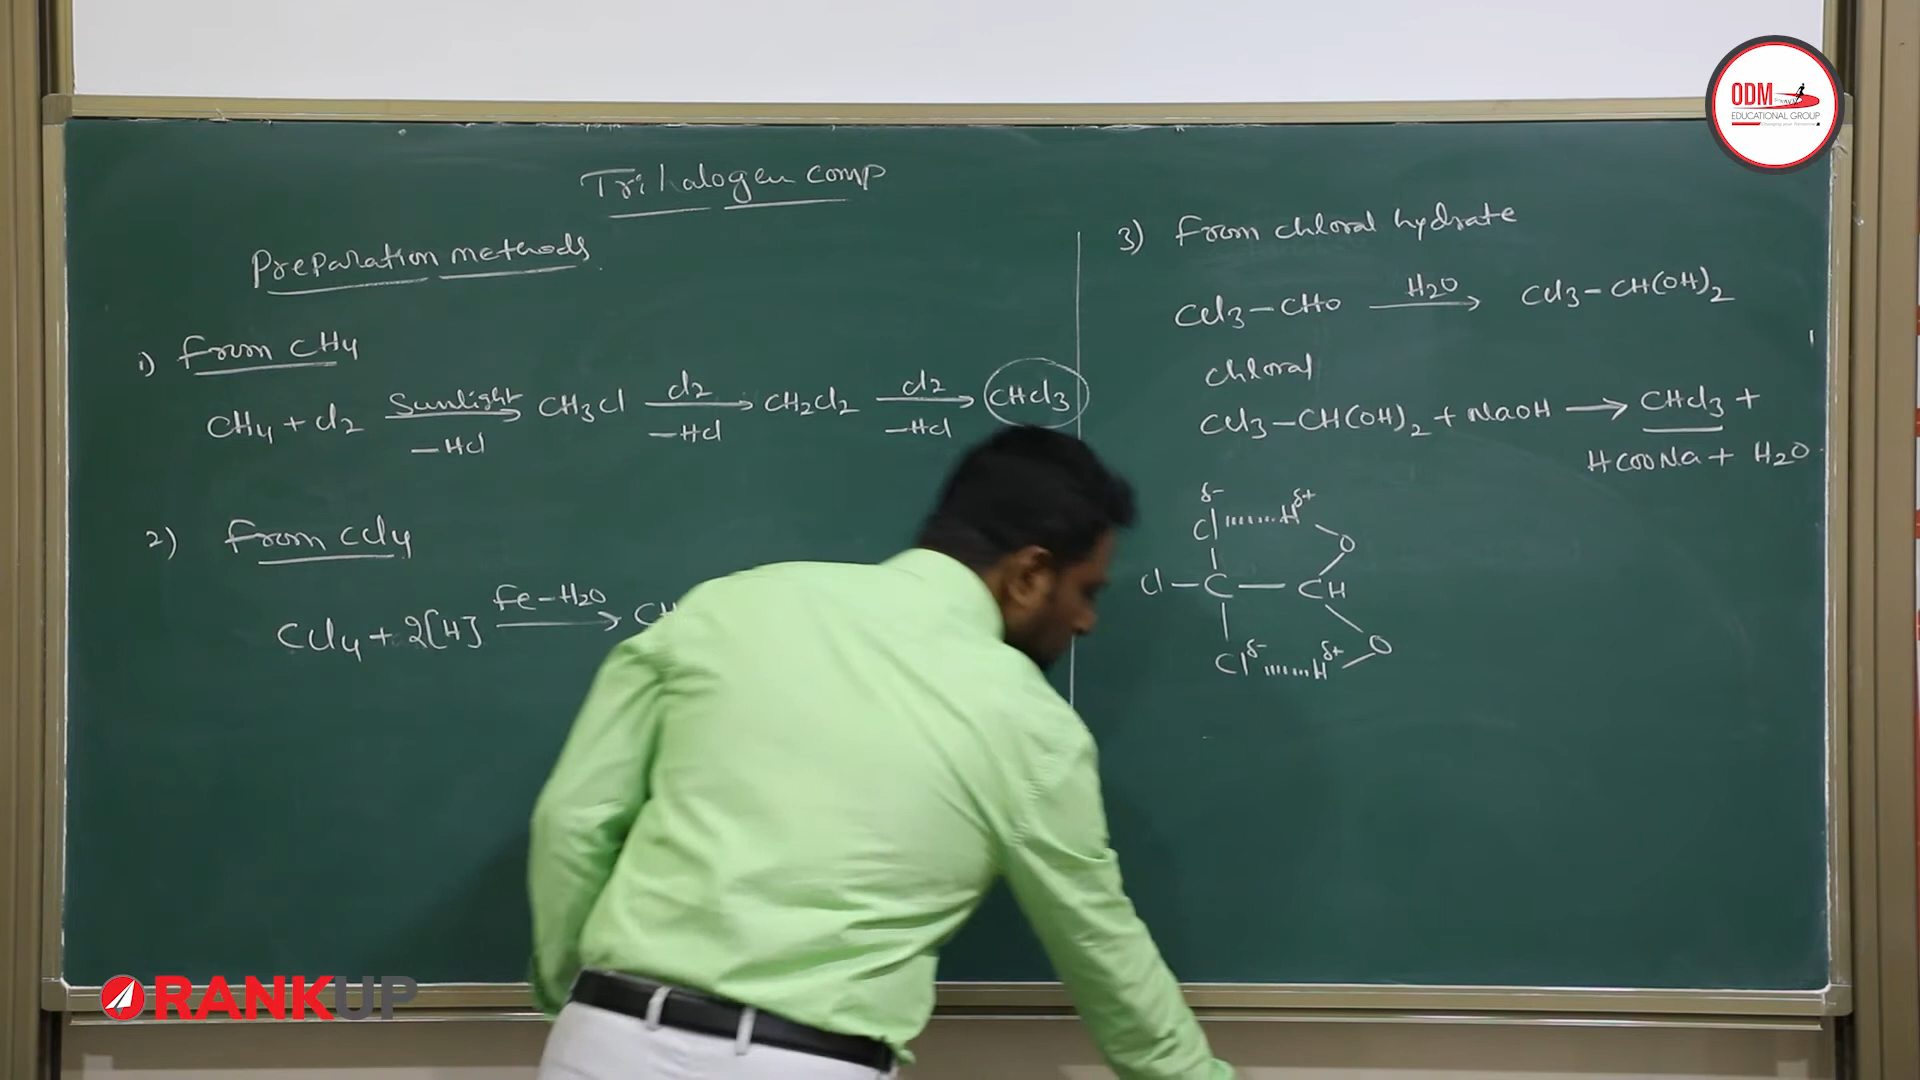 Trihalogen comp
Preparation methods
1) From CH4
CH4 + Cl2 Sunlight → CH3Cl Cl2 → CH2Cl2 Cl2 → CHCl3
-HCl -HCl -HCl
2) From CCl4
CCl4 + 2[H] Fe-H2O → CH
3) From chloral hydrate
CCl3-CHO H2O → CCl3-CH(OH)2
chloral
CCl3-CH(OH)2 + NaOH → CHCl3 +
HCOONa + H2O
δ- δ+
Cl H
O
Cl-C-CH
Cl δ- H δ+ O
ODM
EDUCATIONAL GROUP
RANKUP